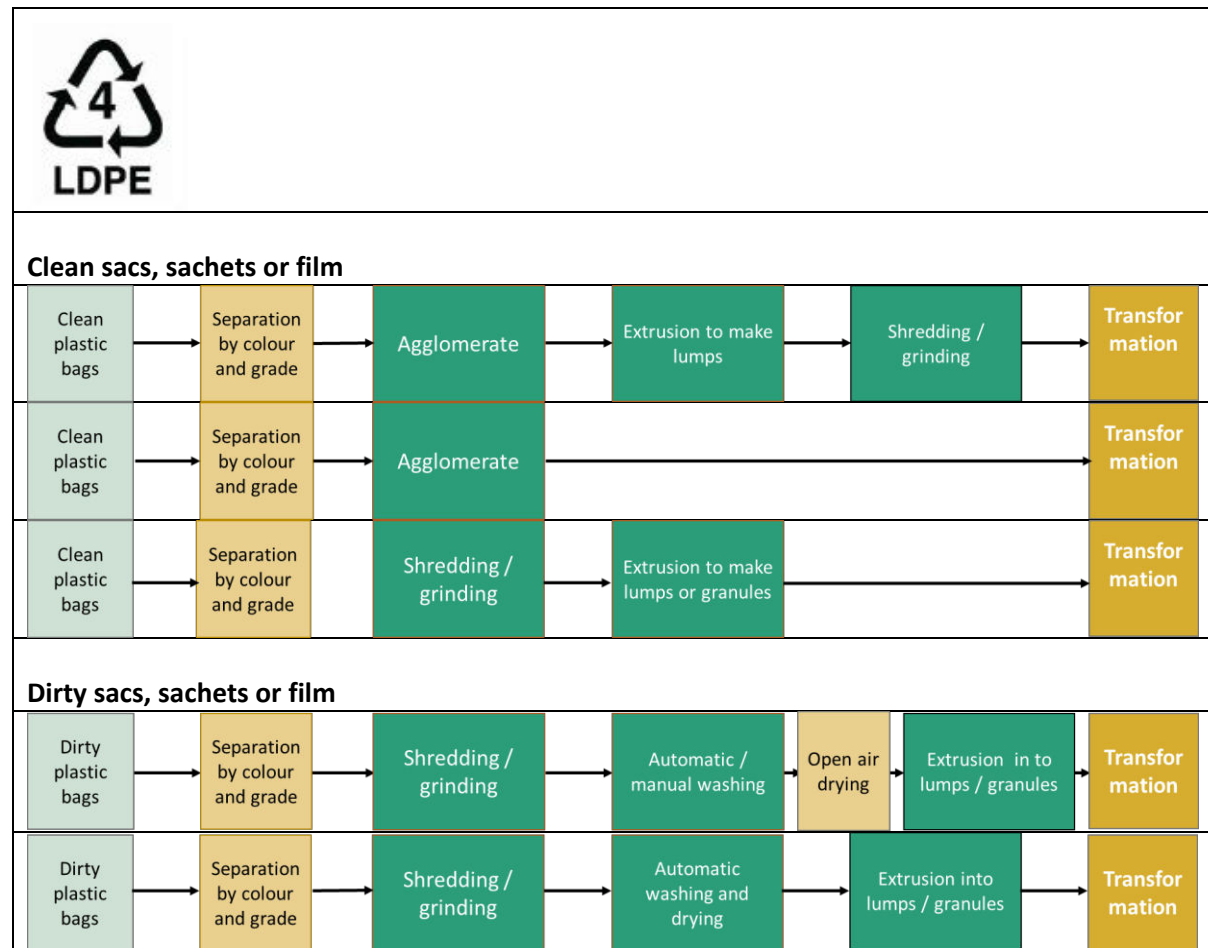 4
LDPE
Clean sacs, sachets or film
Clean
plastic
bags
Separation
by colour
and grade
Agglomerate
Extrusion to make
lumps
Shredding /
grinding
Transfor
mation
Clean
plastic
bags
Separation
by colour
and grade
Agglomerate
Transfor
mation
Clean
plastic
bags
Separation
by colour
and grade
Shredding /
grinding
Extrusion to make
lumps or granules
Transfor
mation
Dirty sacs, sachets or film
Dirty
plastic
bags
Separation
by colour
and grade
Shredding /
grinding
Automatic /
manual washing
Open air
drying
Extrusion in to
lumps / granules
Transfor
mation
Dirty
plastic
bags
Separation
by colour
and grade
Shredding /
grinding
Automatic
washing and
drying
Extrusion into
lumps / granules
Transfor
mation